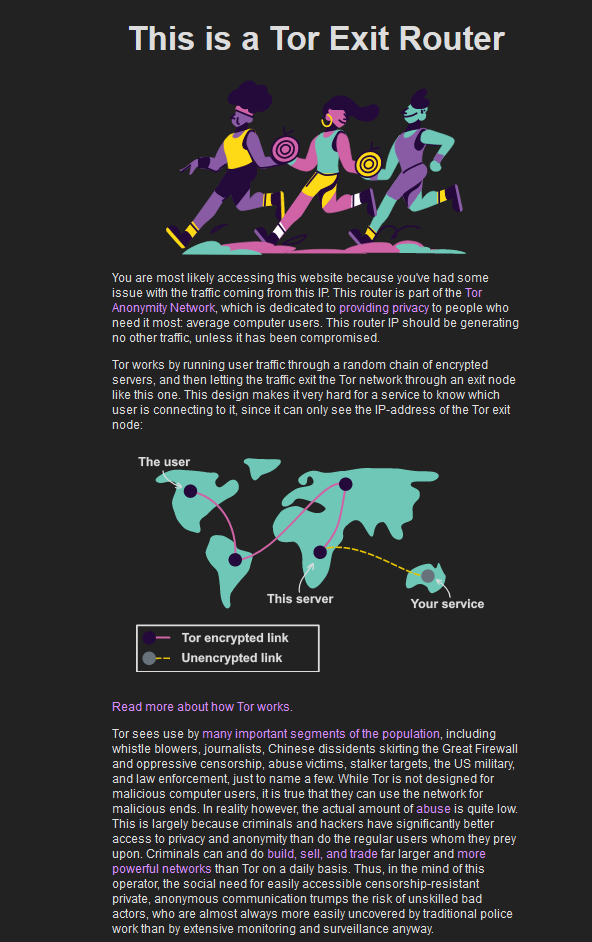 This is a Tor Exit Router
You are most likely accessing this website because you've had some
issue with the traffic coming from this IP. This router is part of the Tor
Anonymity Network, which is dedicated to providing privacy to people who
need it most: average computer users. This router IP should be generating
no other traffic, unless it has been compromised.
Tor works by running user traffic through a random chain of encrypted
servers, and then letting the traffic exit the Tor network through an exit node
like this one. This design makes it very hard for a service to know which
user is connecting to it, since it can only see the IP-address of the Tor exit
node:
The user
This server
Your service
Tor encrypted link
Unencrypted link
Read more about how Tor works.
Tor sees use by many important segments of the population, including
whistle blowers, journalists, Chinese dissidents skirting the Great Firewall
and oppressive censorship, abuse victims, stalker targets, the US military,
and law enforcement, just to name a few. While Tor is not designed for
malicious computer users, it is true that they can use the network for
malicious ends. In reality however, the actual amount of abuse is quite low.
This is largely because criminals and hackers have significantly better
access to privacy and anonymity than do the regular users whom they prey
upon. Criminals can and do build, sell, and trade far larger and more
powerful networks than Tor on a daily basis. Thus, in the mind of this
operator, the social need for easily accessible censorship-resistant
private, anonymous communication trumps the risk of unskilled bad
actors, who are almost always more easily uncovered by traditional police
work than by extensive monitoring and surveillance anyway.